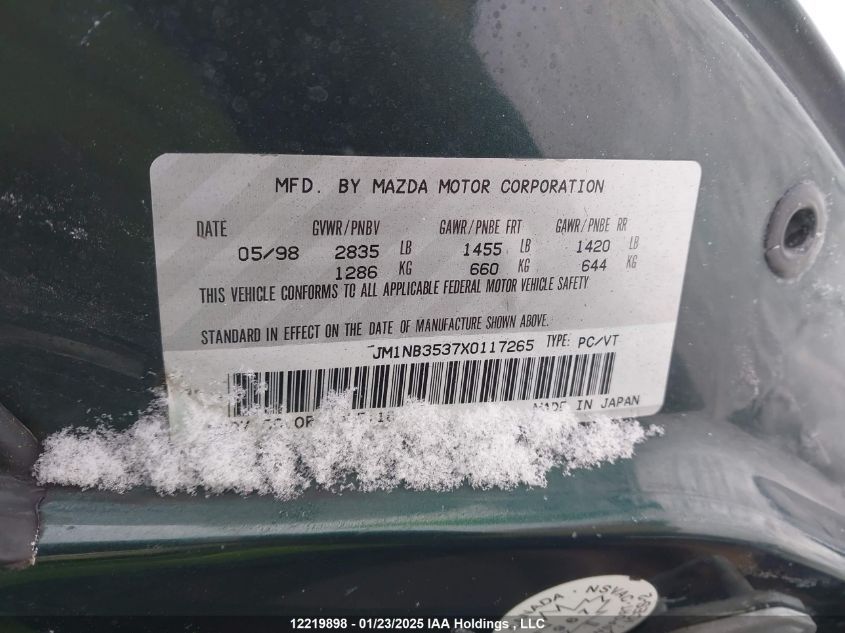 MFD. BY MAZDA MOTOR CORPORATION
DATE GVWR/PNBV GAWR/PNBE FRT GAWR/PNBE RR
05/98 2835 LB 1455 LB 1420 LB
1286 KG 660 KG 644 KG
THIS VEHICLE CONFORMS TO ALL APPLICABLE FEDERAL MOTOR VEHICLE SAFETY
STANDARD IN EFFECT ON THE DATE OF MANUFACTURE SHOWN ABOVE.
JM1NB3537X0117265 TYPE: PC/VT
MADE IN JAPAN
NSVAC
12219898 - 01/23/2025 IAA Holdings, LLC.